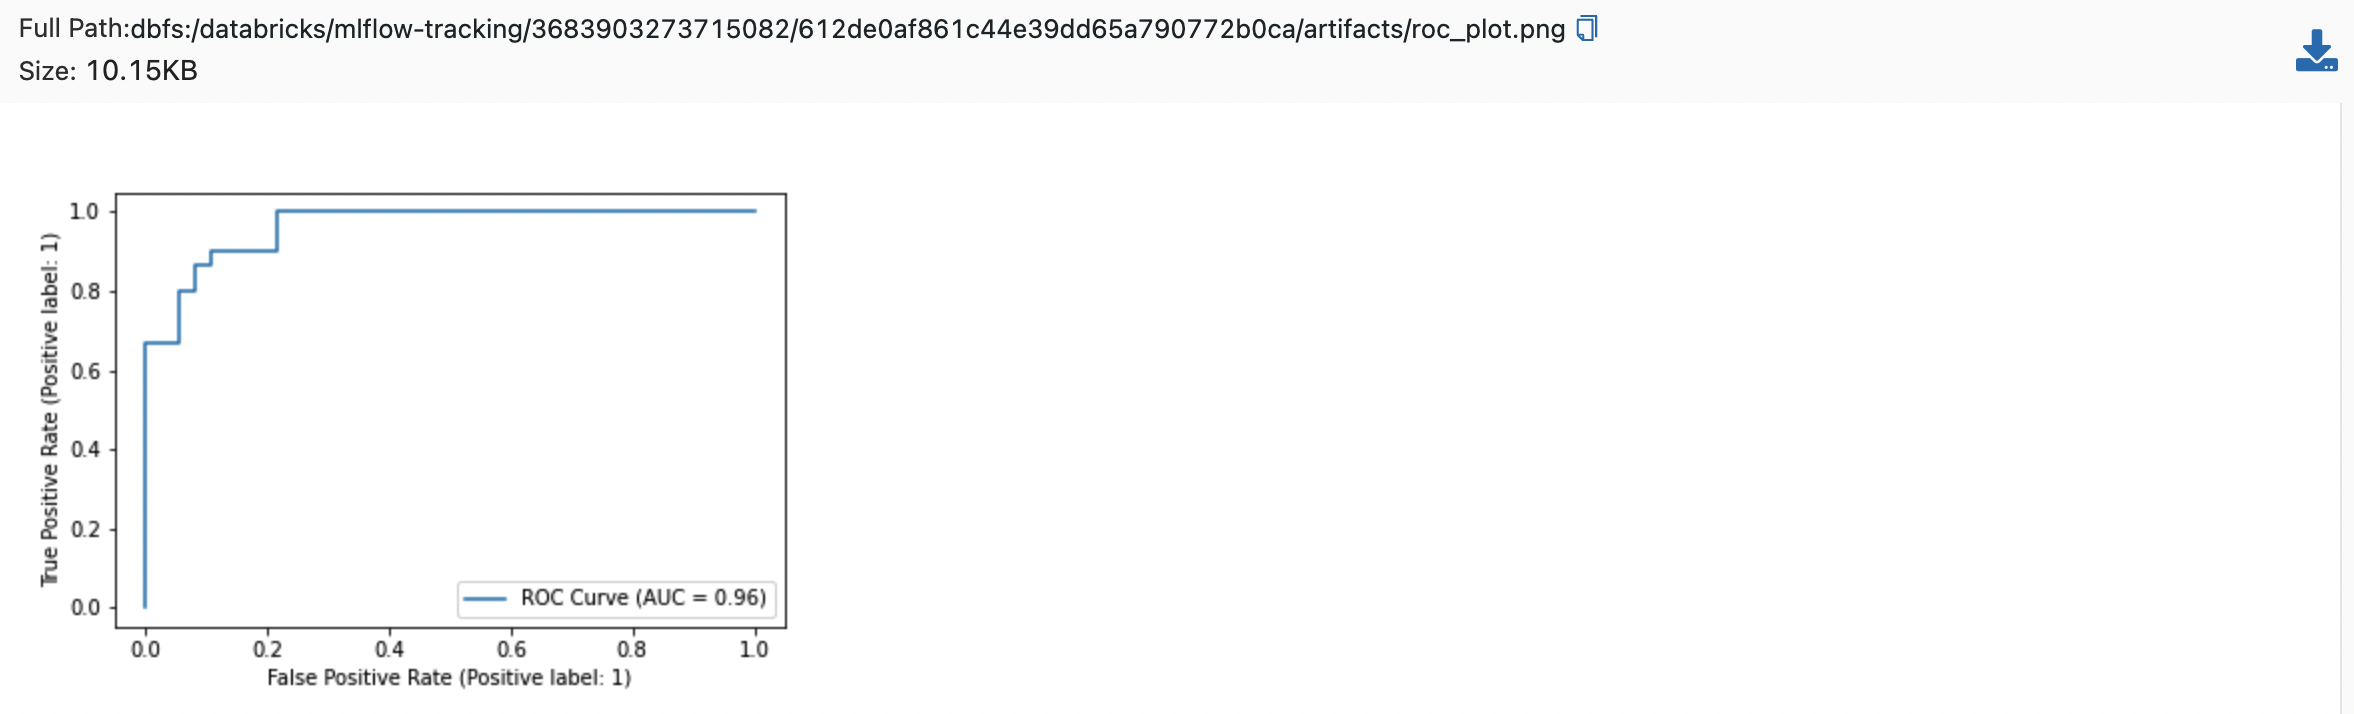 Full Path:dbfs:/databricks/mlflow-tracking/3683903273715082/612de0af861c44e39dd65a790772b0ca/artifacts/roc_plot.png
Size: 10.15KB
1.0
0.8
0.6
0.4
0.2
0.0
True Positive Rate (Positive label: 1)
ROC Curve (AUC = 0.96)
0.0 0.2 0.4 0.6 0.8 1.0
False Positive Rate (Positive label: 1)